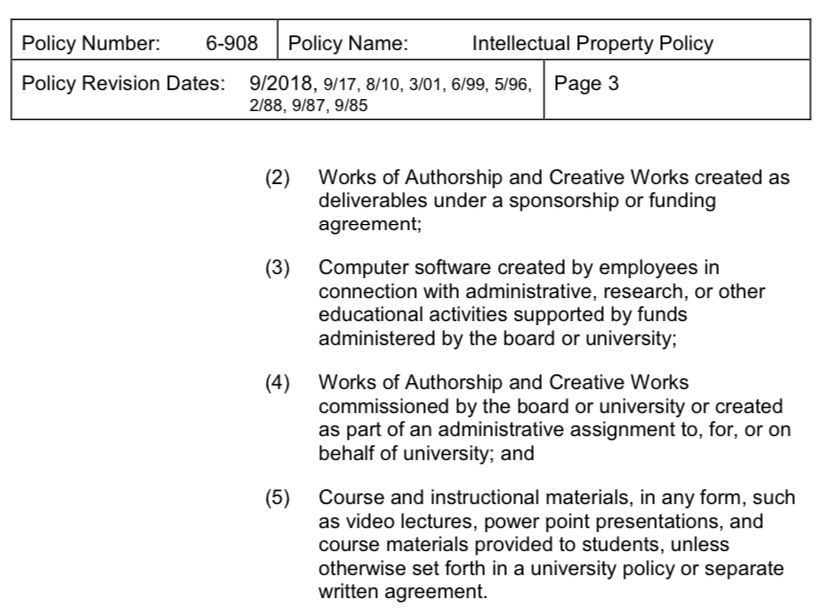 Policy Number: 6-908 Policy Name: Intellectual Property Policy
Policy Revision Dates: 9/2018, 9/17, 8/10, 3/01, 6/99, 5/96, Page 3
2/88, 9/87, 9/85
(2) Works of Authorship and Creative Works created as
deliverables under a sponsorship or funding
agreement;
(3) Computer software created by employees in
connection with administrative, research, or other
educational activities supported by funds
administered by the board or university;
(4) Works of Authorship and Creative Works
commissioned by the board or university or created
as part of an administrative assignment to, for, or on
behalf of university; and
(5) Course and instructional materials, in any form, such
as video lectures, power point presentations, and
course materials provided to students, unless
otherwise set forth in a university policy or separate
written agreement.